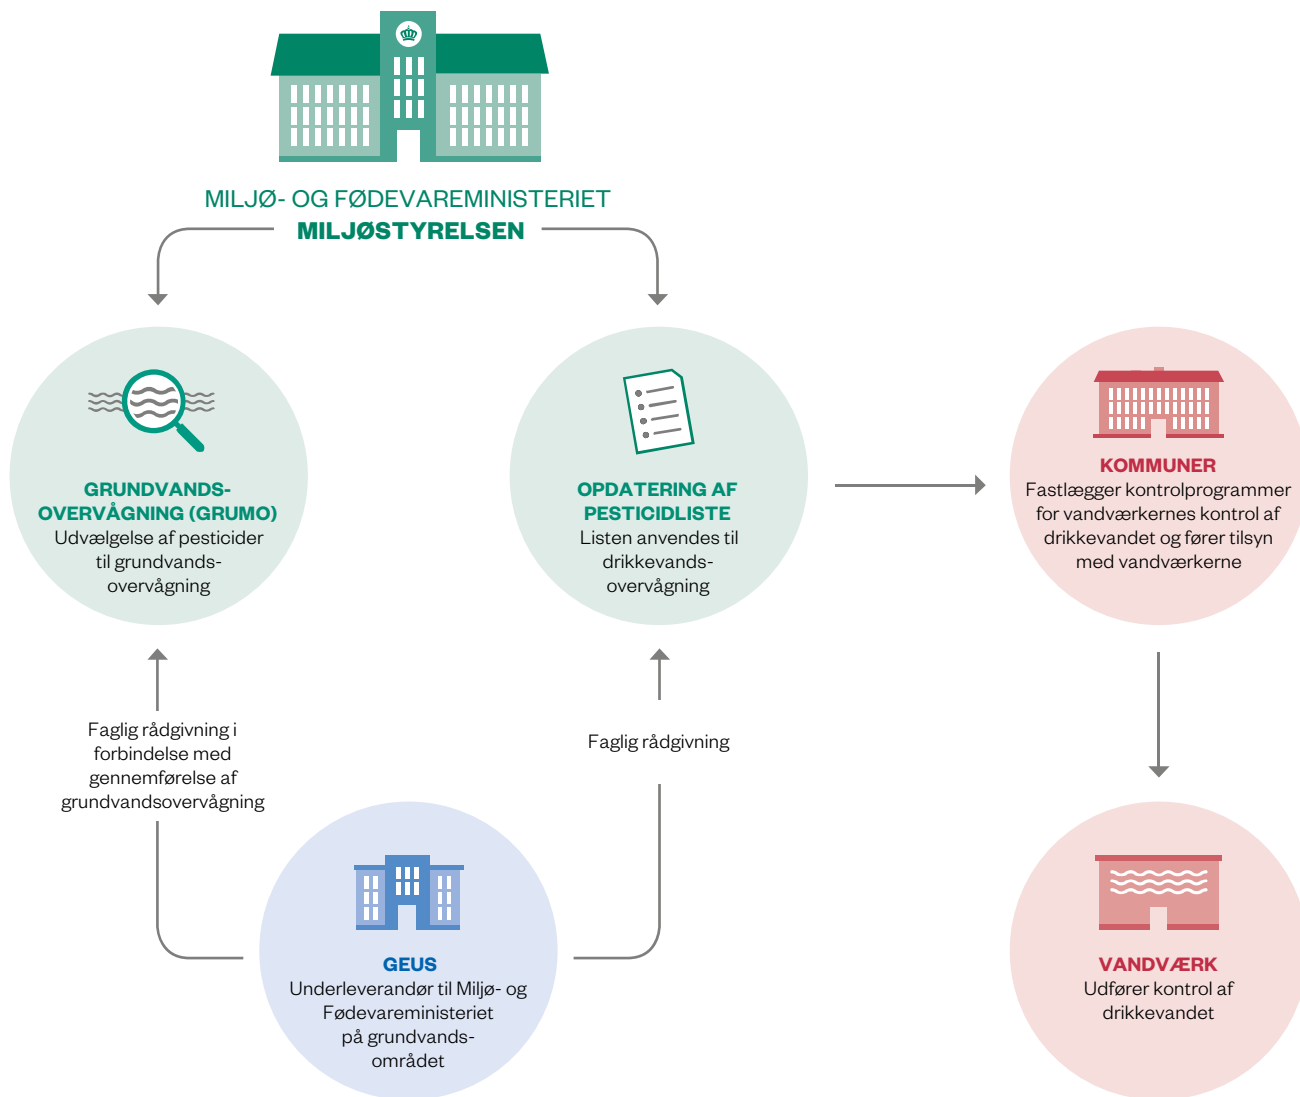 MILJØ- OG FØDEVAREMINISTERIET
MILJØSTYRELSEN
GRUNDVANDS-
OVERVÅGNING (GRUMO)
Udvælgelse af pesticider
til grundvands-
overvågning
OPDATERING AF
PESTICIDLISTE
Listen anvendes til
drikkevands-
overvågning
KOMMUNER
Fastlægger kontrolprogrammer
for vandværkernes kontrol af
drikkevandet og fører tilsyn
med vandværkerne
Faglig rådgivning i
forbindelse med
gennemførelse af
grundvandsovervågning
Faglig rådgivning
GEUS
Underleverandør til Miljø- og
Fødevareministeriet
på grundvands-
området
VANDVÆRK
Udfører kontrol af
drikkevandet